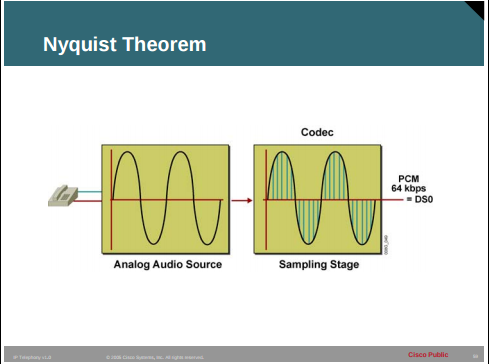 Nyquist Theorem
Codec
PCM
64 kbps
= DS0
Analog Audio Source
Sampling Stage
IP Telephony v1.0
© 2005 Cisco Systems, Inc. All rights reserved.
Cisco Public